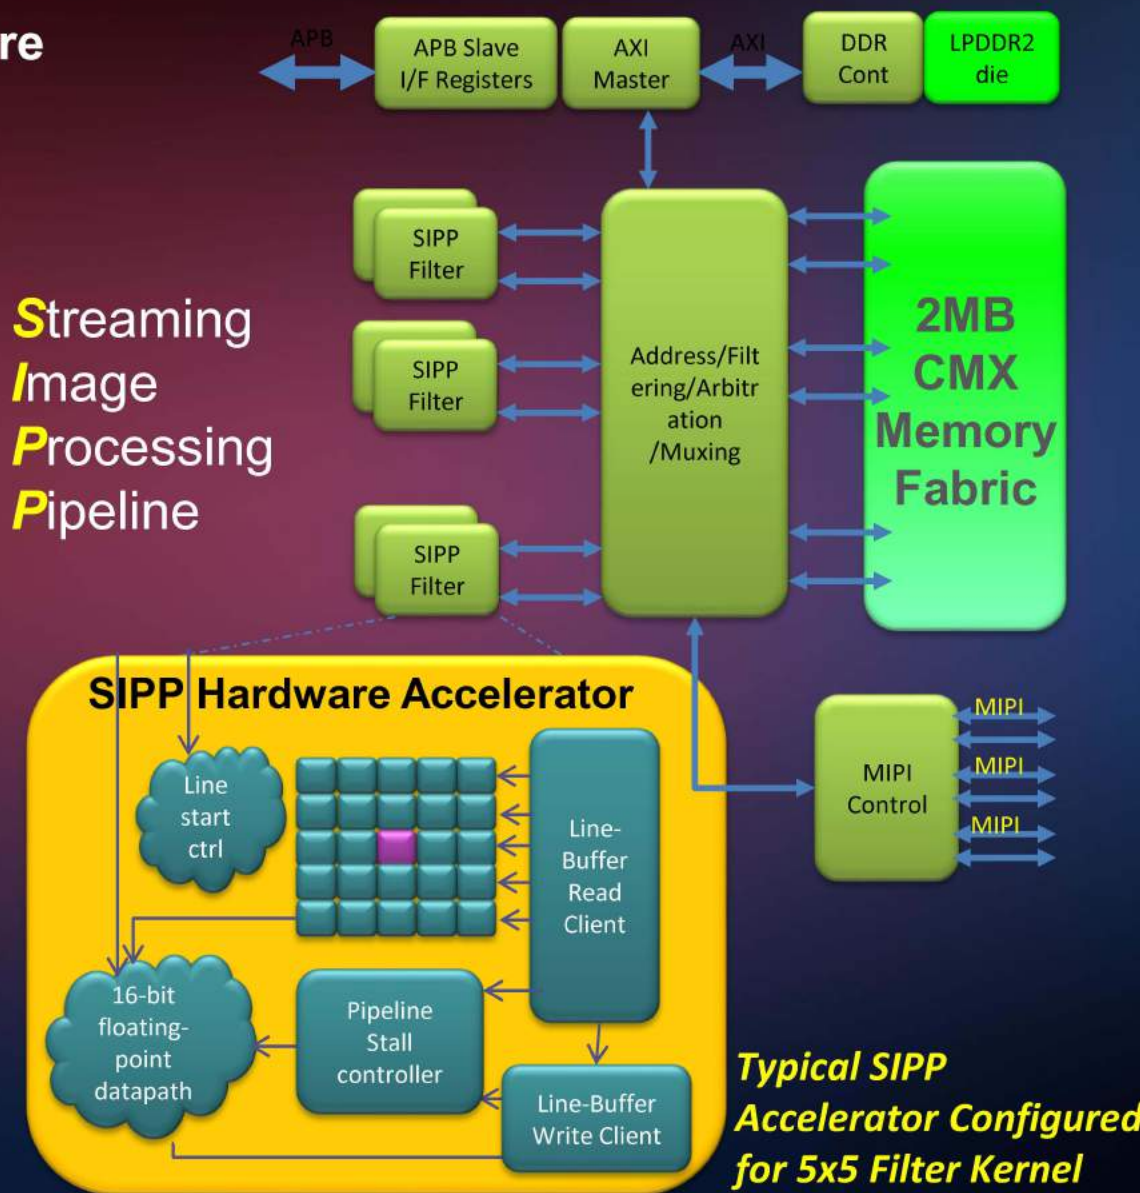 re
APB
APB Slave
I/F Registers
AXI
Master
AXI
DDR
Cont
LPDDR2
die
SIPP
Filter
SIPP
Filter
SIPP
Filter
Streaming
Image
Processing
Pipeline
Address/Filt
ering/Arbitr
ation
/Muxing
2MB
CMX
Memory
Fabric
SIPP Hardware Accelerator
Line
start
ctrl
Line-
Buffer
Read
Client
16-bit
floating-
point
datapath
Pipeline
Stall
controller
Line-Buffer
Write Client
MIPI
Control
MIPI
MIPI
MIPI
Typical SIPP
Accelerator Configured
for 5x5 Filter Kernel